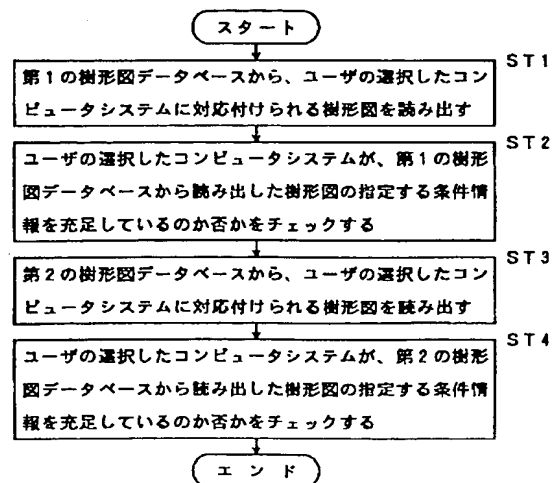 スタート
ST1
第1の樹形図データベースから、ユーザの選択したコン
ピュータシステムに対応付けられる樹形図を読み出す
ST2
ユーザの選択したコンピュータシステムが、第1の樹形
図データベースから読み出した樹形図の指定する条件情
報を充足しているのか否かをチェックする
ST3
第2の樹形図データベースから、ユーザの選択したコン
ピュータシステムに対応付けられる樹形図を読み出す
ST4
ユーザの選択したコンピュータシステムが、第2の樹形
図データベースから読み出した樹形図の指定する条件情
報を充足しているのか否かをチェックする
エンド